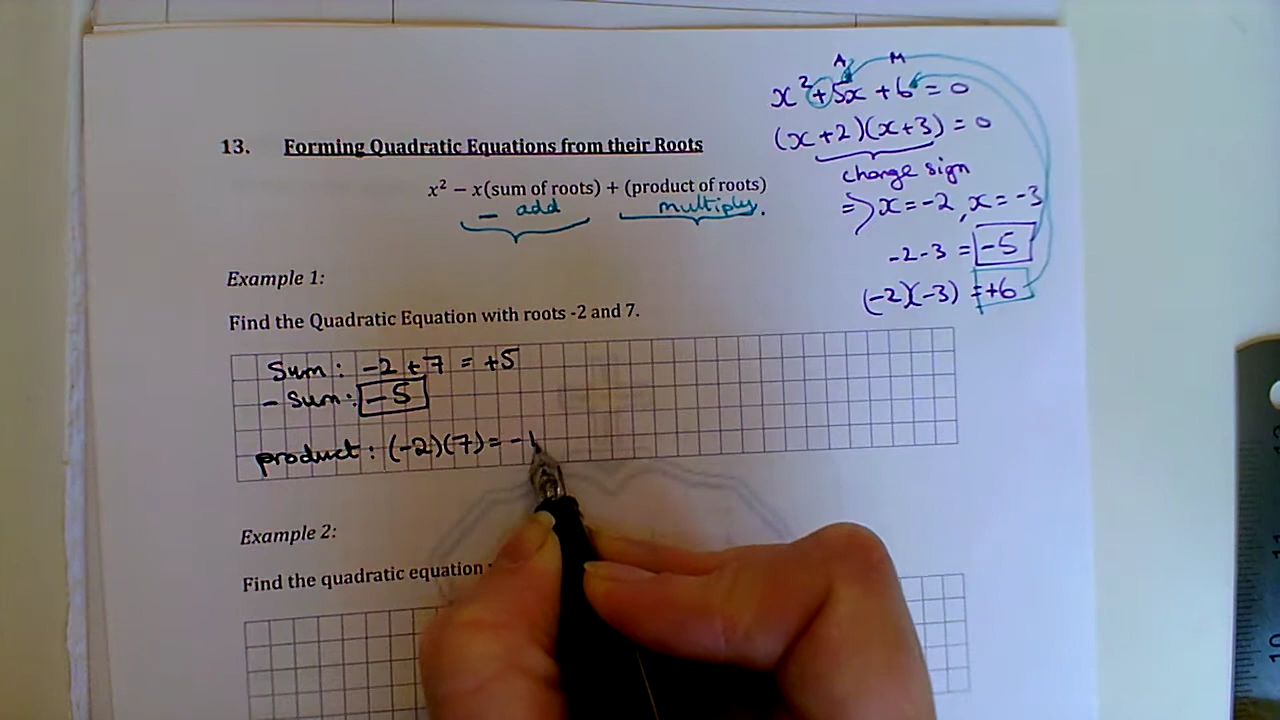 A M
x² + 5x + 6 = 0
(x + 2)(x + 3) = 0
change sign
=> x = -2, x = -3
-2 - 3 = -5
(-2)(-3) = +6
13. Forming Quadratic Equations from their Roots
x² − x(sum of roots) + (product of roots)
− add multiply.
Example 1:
Find the Quadratic Equation with roots -2 and 7.
Sum: -2 + 7 = +5
- Sum: -5
product: (-2)(7) = -1
Example 2:
Find the quadratic equation
10